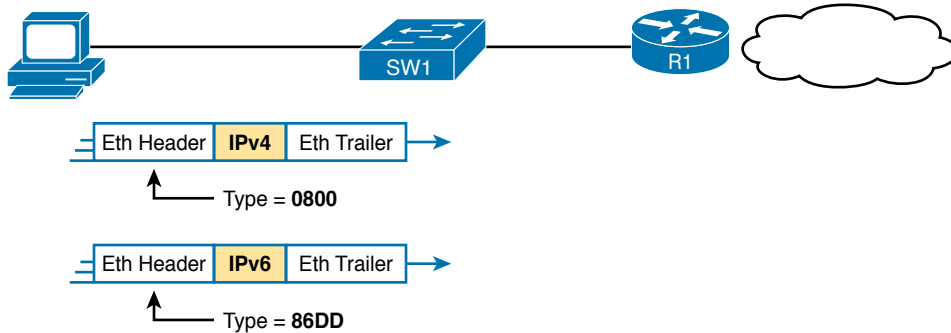 SW1
R1
Eth Header IPv4 Eth Trailer
Type = 0800
Eth Header IPv6 Eth Trailer
Type = 86DD